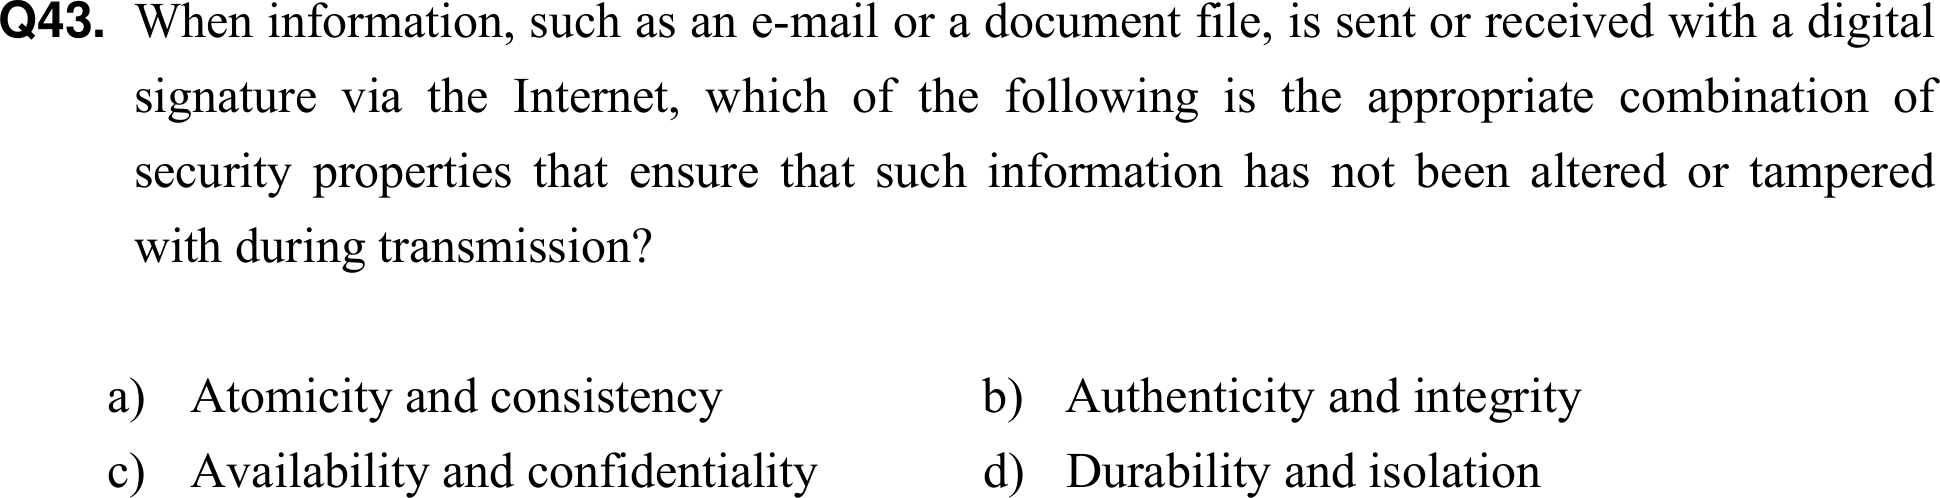 Q43. When information, such as an e-mail or a document file, is sent or received with a digital
signature via the Internet, which of the following is the appropriate combination of
security properties that ensure that such information has not been altered or tampered
with during transmission?
a) Atomicity and consistency b) Authenticity and integrity
c) Availability and confidentiality d) Durability and isolation